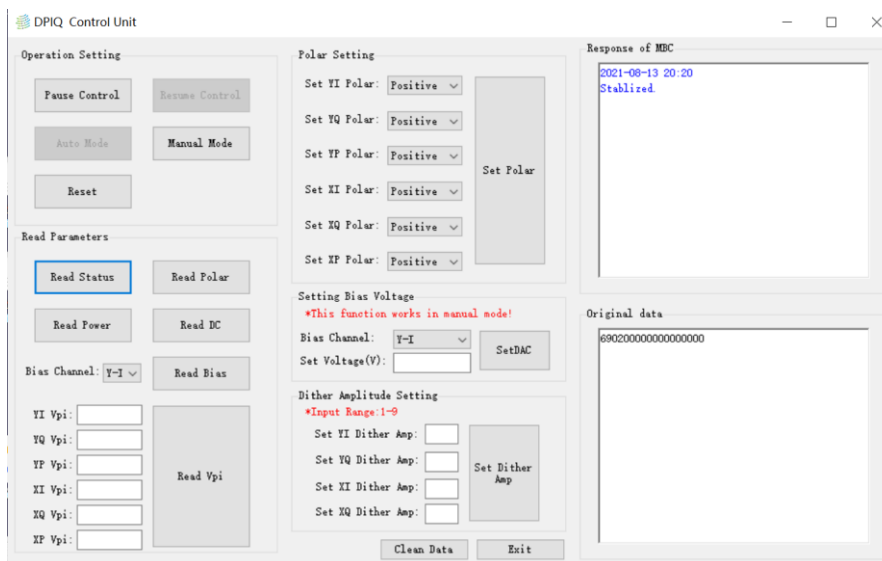 DPIQ Control Unit
Operation Setting
Pause Control
Resume Control
Auto Mode
Manual Mode
Reset
Read Parameters
Read Status
Read Polar
Read Power
Read DC
Bias Channel: Y-I
Read Bias
YI Vpi:
YQ Vpi:
YP Vpi:
XI Vpi:
XQ Vpi:
XP Vpi:
Read Vpi
Polar Setting
Set YI Polar: Positive
Set YQ Polar: Positive
Set YP Polar: Positive
Set XI Polar: Positive
Set XQ Polar: Positive
Set XP Polar: Positive
Set Polar
Setting Bias Voltage
*This function works in manual mode!
Bias Channel: Y-I
Set Voltage(V):
SetDAC
Dither Amplitude Setting
*Input Range:1-9
Set YI Dither Amp:
Set YQ Dither Amp:
Set XI Dither Amp:
Set XQ Dither Amp:
Set Dither
Amp
Clean Data
Exit
Response of MBC
2021-08-13 20:20
Stablized.
Original data
690200000000000000